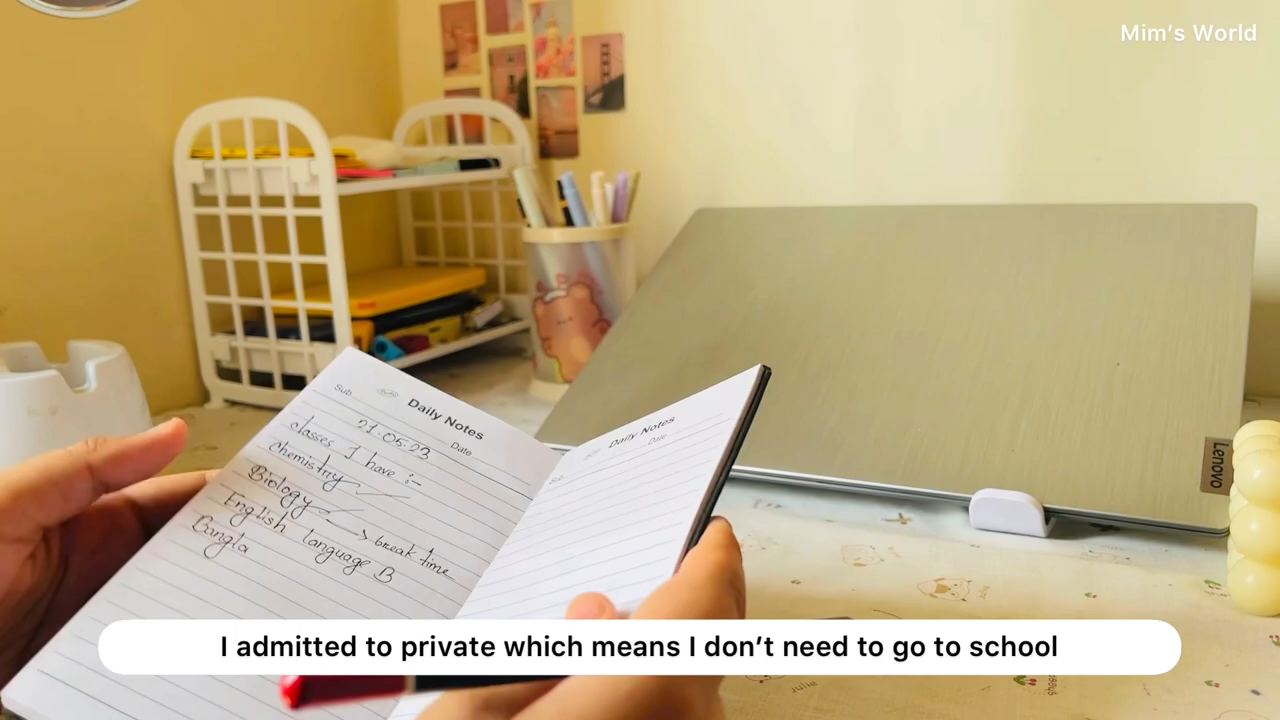 Mim's World
Sub.
Daily Notes
21.05.23
Date
classes I have :-
Chemistry
Biology
→ break time
English language B
Bangla
Daily Notes
Date
Lenovo
I admitted to private which means I don't need to go to school